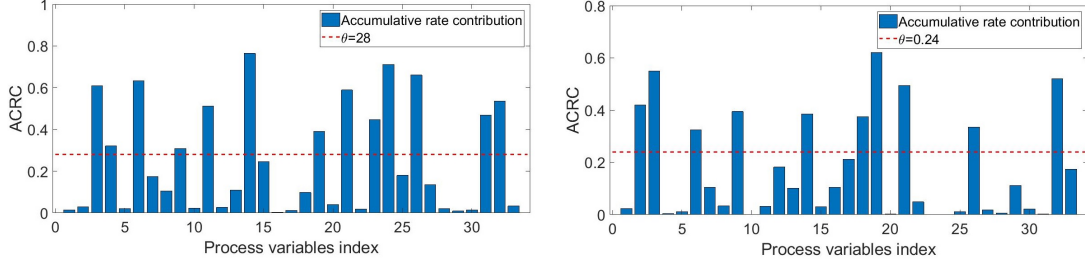 Accumulative rate contribution
θ=28
ACRC
1
0.8
0.6
0.4
0.2
0
0 5 10 15 20 25 30
Process variables index
Accumulative rate contribution
θ=0.24
ACRC
0.8
0.6
0.4
0.2
0
0 5 10 15 20 25 30
Process variables index